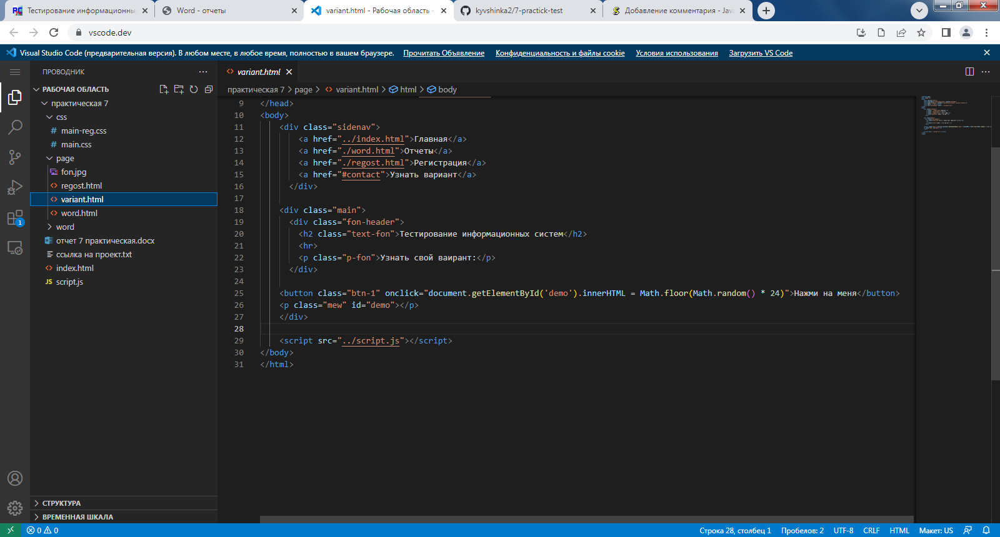 Тестирование информационны
Word - отчеты
variant.html - Рабочая область -
kyvshinka2/7-practick-test
Добавление комментария - Jav
vscode.dev
Visual Studio Code (предварительная версия). В любом месте, в любое время, полностью в вашем браузере. Прочитать Объявление Конфиденциальность и файлы cookie Условия использования Загрузить VS Code
ПРОВОДНИК
variant.html
РАБОЧАЯ ОБЛАСТЬ
практическая 7 > page > variant.html > html > body
практическая 7
css
main-reg.css
main.css
page
fon.jpg
regost.html
variant.html
word.html
word
отчет 7 практическая.docx
ссылка на проект.txt
index.html
JS script.js
1
СТРУКТУРА
ВРЕМЕННАЯ ШКАЛА
9 </head>
10 <body>
11 <div class="sidenav">
12 <a href="../index.html">Главная</a>
13 <a href="./word.html">Отчеты</a>
14 <a href="./regost.html">Регистрация</a>
15 <a href="#contact">Узнать вариант</a>
16 </div>
17
18 <div class="main">
19 <div class="fon-header">
20 <h2 class="text-fon">Тестирование информационных систем</h2>
21 <hr>
22 <p class="p-fon">Узнать свой ваирант:</p>
23 </div>
24
25 <button class="btn-1" onclick="document.getElementById('demo').innerHTML = Math.floor(Math.random() * 24)">Нажми на меня</button>
26 <p class="mew" id="demo"></p>
27 </div>
28
29 <script src="../script.js"></script>
30 </body>
31 </html>
0 0
Строка 28, столбец 1 Пробелов: 2 UTF-8 CRLF HTML Макет: US